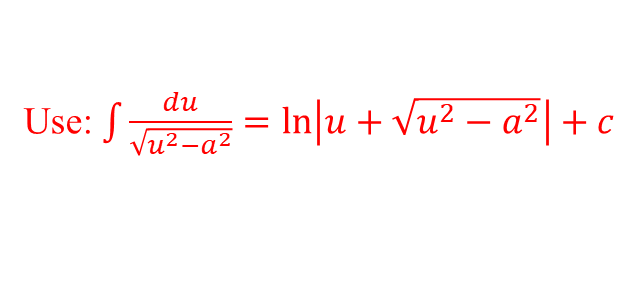 Use: ∫ du/√(u²−a²) = ln|u + √(u² − a²)| + c